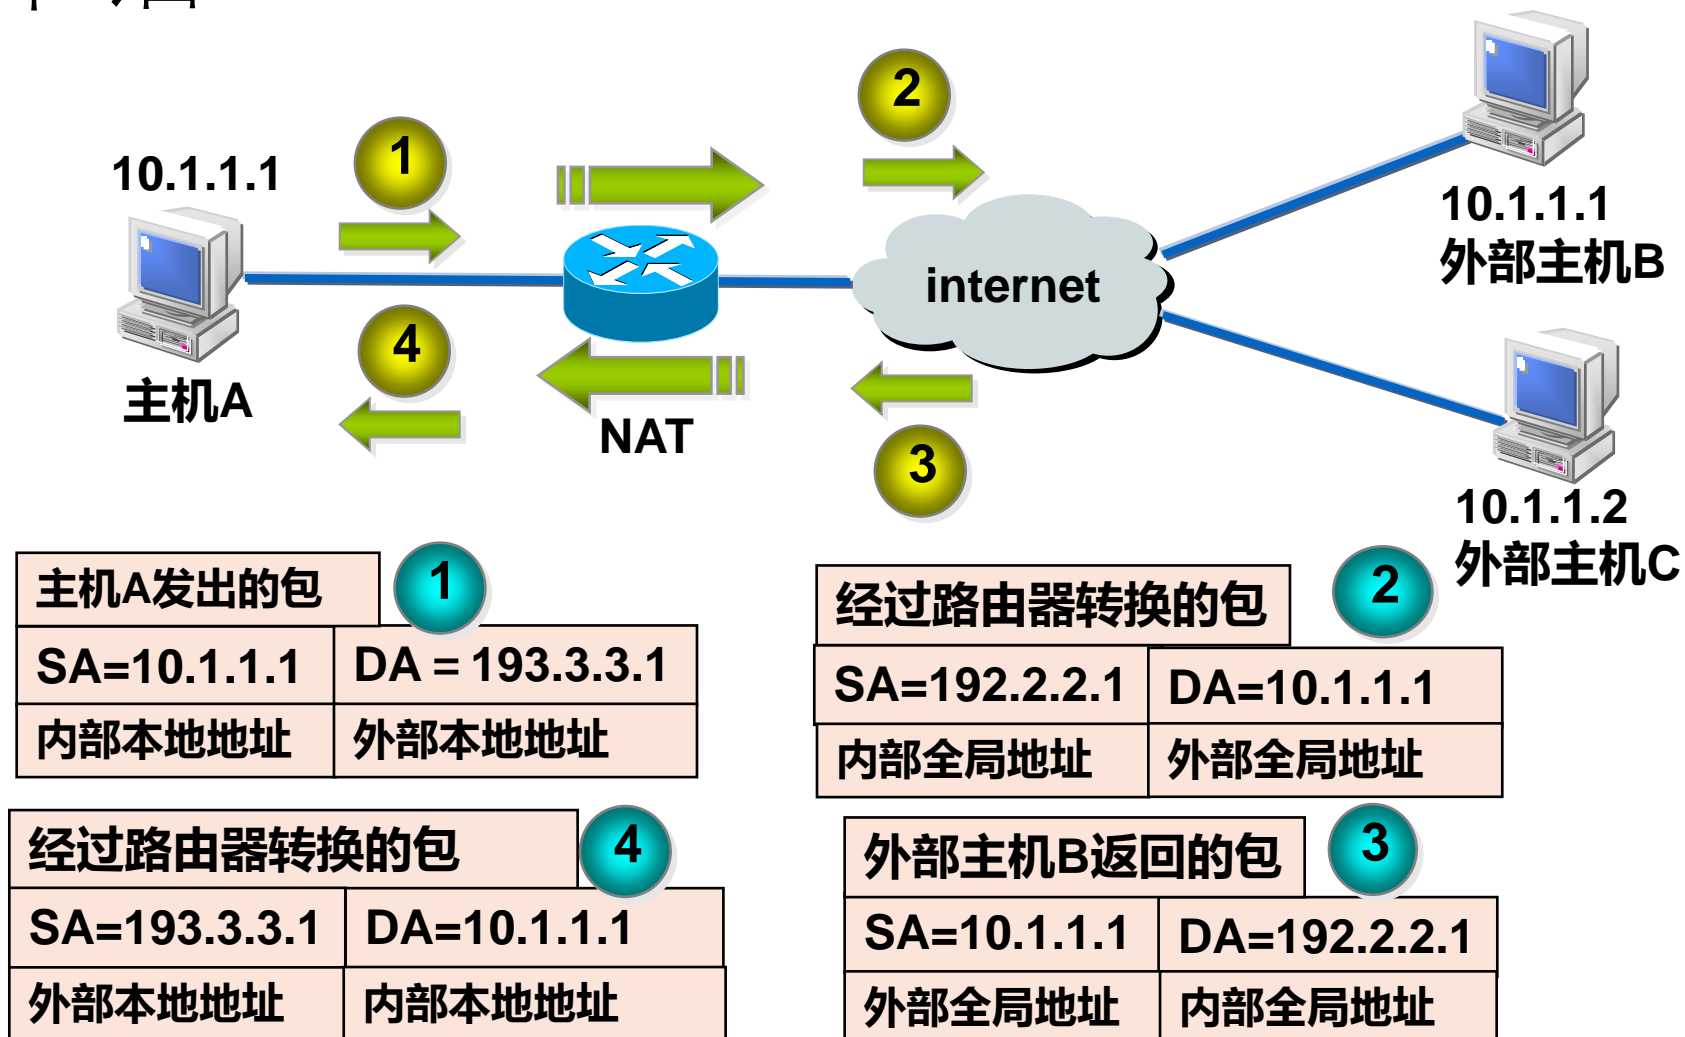 2
1
10.1.1.1
10.1.1.1
外部主机B
internet
4
主机A
NAT
3
10.1.1.2
外部主机C
主机A发出的包
1
SA=10.1.1.1
DA = 193.3.3.1
内部本地地址
外部本地地址
经过路由器转换的包
2
SA=192.2.2.1
DA=10.1.1.1
内部全局地址
外部全局地址
经过路由器转换的包
4
SA=193.3.3.1
DA=10.1.1.1
外部本地地址
内部本地地址
外部主机B返回的包
3
SA=10.1.1.1
DA=192.2.2.1
外部全局地址
内部全局地址